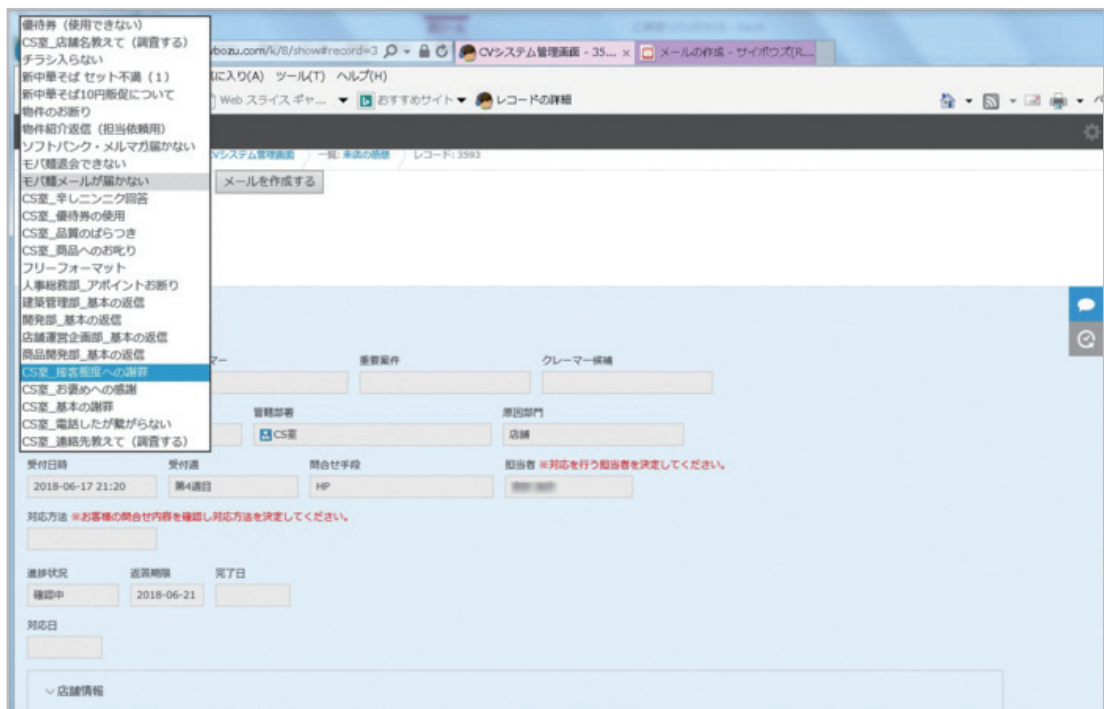 優待券（使用できない）
CS室_店舗名教えて（調査する）
チラシ入らない
新中華そば セット不満（1）
新中華そば10円販促について
物件のお断り
物件紹介返信（担当依頼用）
ソフトバンク・メルマガ届かない
モバ麺退会できない
モバ麺メールが届かない
CS室_辛しニンニク回答
CS室_優待券の使用
CS室_品質のばらつき
CS室_商品へのお叱り
フリーフォーマット
人事総務部_アポイントお断り
建築管理部_基本の返信
開発部_基本の返信
店舗運営企画部_基本の返信
商品開発部_基本の返信
CS室_接客態度への謝罪
CS室_お褒めへの感謝
CS室_基本の謝罪
CS室_電話したが繋がらない
CS室_連絡先教えて（調査する）
ybozu.com/k/8/show#record=3
CVシステム管理画面 - 35... ×
メールの作成 - サイボウズ(R...
に入り(A) ツール(T) ヘルプ(H)
Web スライス ギャ... ▼ おすすめサイト ▼ レコードの詳細
CVシステム管理画面 一覧: 来店の感想 レコード: 3593
メールを作成する
マー 重要案件 クレーマー候補
管轄部署 原因部門
CS室 店舗
受付日時 受付週 問合せ手段 担当者 ※対応を行う担当者を決定してください。
2018-06-17 21:20 第4週目 HP
対応方法 ※お客様の問合せ内容を確認し対応方法を決定してください。
進捗状況 返答期限 完了日
確認中 2018-06-21
対応日
店舗情報